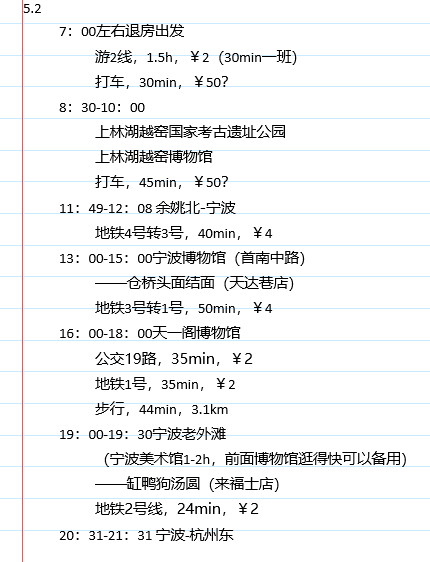 5.2
7：00左右退房出发
游2线，1.5h，￥2（30min一班）
打车，30min，￥50？
8：30-10：00
上林湖越窑国家考古遗址公园
上林湖越窑博物馆
打车，45min，￥50？
11：49-12：08 余姚北-宁波
地铁4号转3号，40min，￥4
13：00-15：00宁波博物馆（首南中路）
——仓桥头面结面（天达巷店）
地铁3号转1号，50min，￥4
16：00-18：00天一阁博物馆
公交19路，35min，￥2
地铁1号，35min，￥2
步行，44min，3.1km
19：00-19：30宁波老外滩
（宁波美术馆1-2h，前面博物馆逛得快可以备用）
——缸鸭狗汤圆（来福士店）
地铁2号线，24min，￥2
20：31-21：31 宁波-杭州东